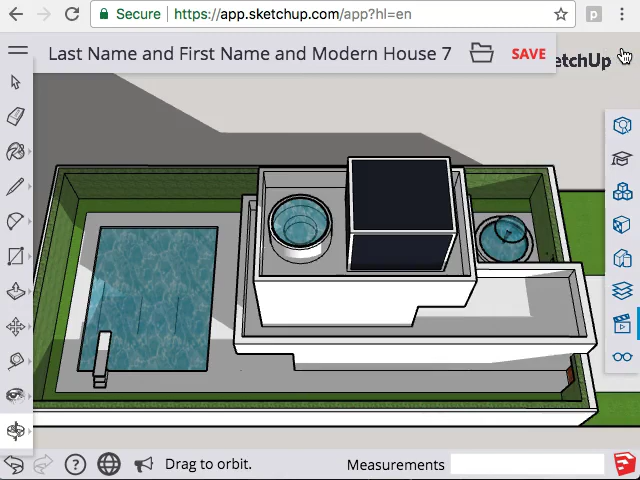 Secure https://app.sketchup.com/app?hl=en
Last Name and First Name and Modern House 7 SAVE
etchUp
Drag to orbit. Measurements